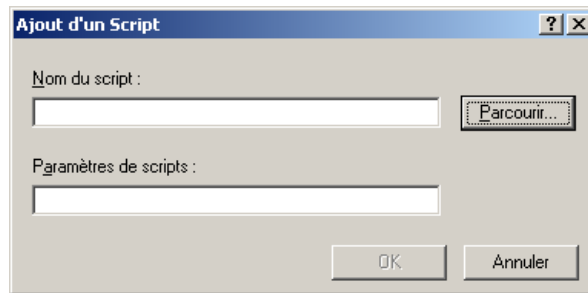 Ajout d'un Script
Nom du script :
Parcourir...
Paramètres de scripts :
OK
Annuler